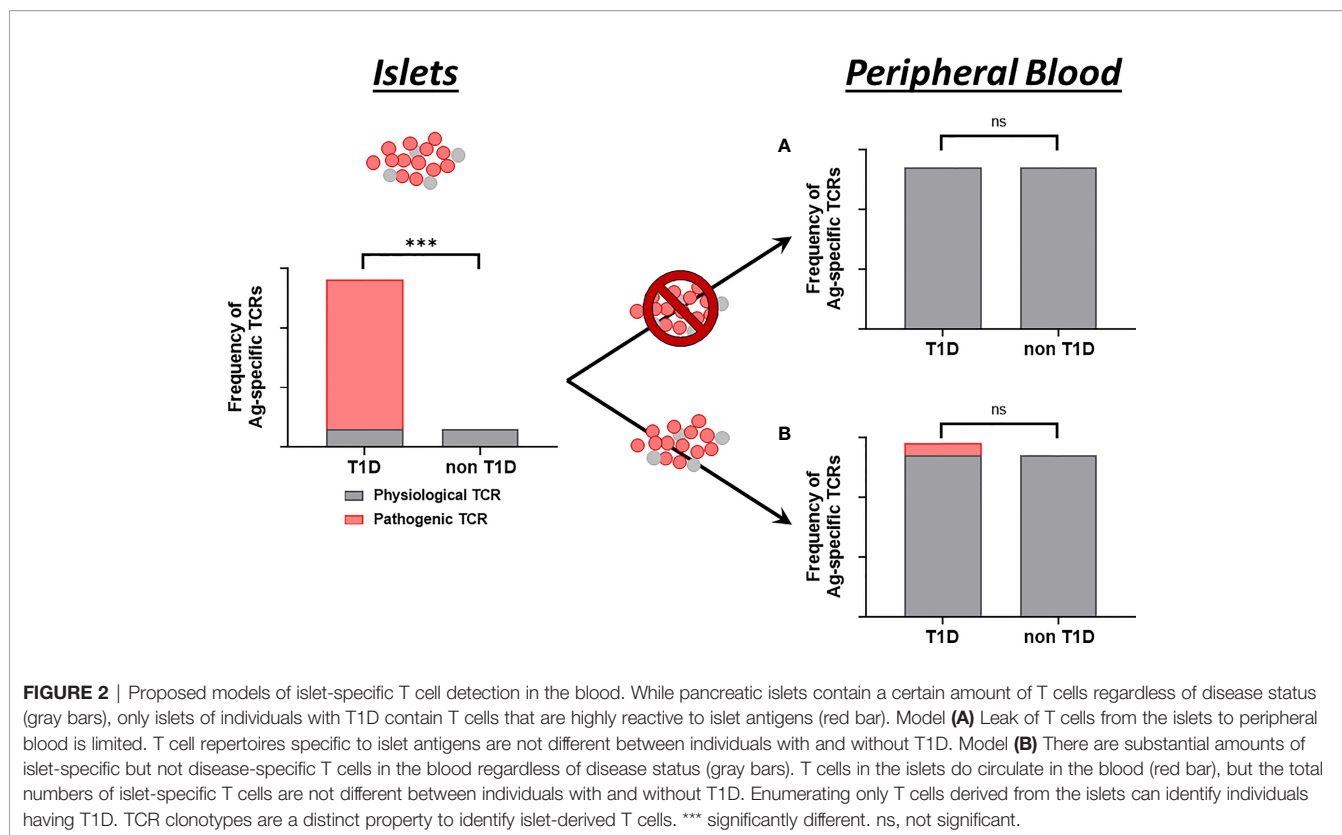 Islets
Peripheral Blood
***
Frequency of
Ag-specific TCRs
T1D
non T1D
Physiological TCR
Pathogenic TCR
A
ns
Frequency of
Ag-specific TCRs
T1D
non T1D
B
ns
Frequency of
Ag-specific TCRs
T1D
non T1D
FIGURE 2 | Proposed models of islet-specific T cell detection in the blood. While pancreatic islets contain a certain amount of T cells regardless of disease status
(gray bars), only islets of individuals with T1D contain T cells that are highly reactive to islet antigens (red bar). Model (A) Leak of T cells from the islets to peripheral
blood is limited. T cell repertoires specific to islet antigens are not different between individuals with and without T1D. Model (B) There are substantial amounts of
islet-specific but not disease-specific T cells in the blood regardless of disease status (gray bars). T cells in the islets do circulate in the blood (red bar), but the total
numbers of islet-specific T cells are not different between individuals with and without T1D. Enumerating only T cells derived from the islets can identify individuals
having T1D. TCR clonotypes are a distinct property to identify islet-derived T cells. *** significantly different. ns, not significant.